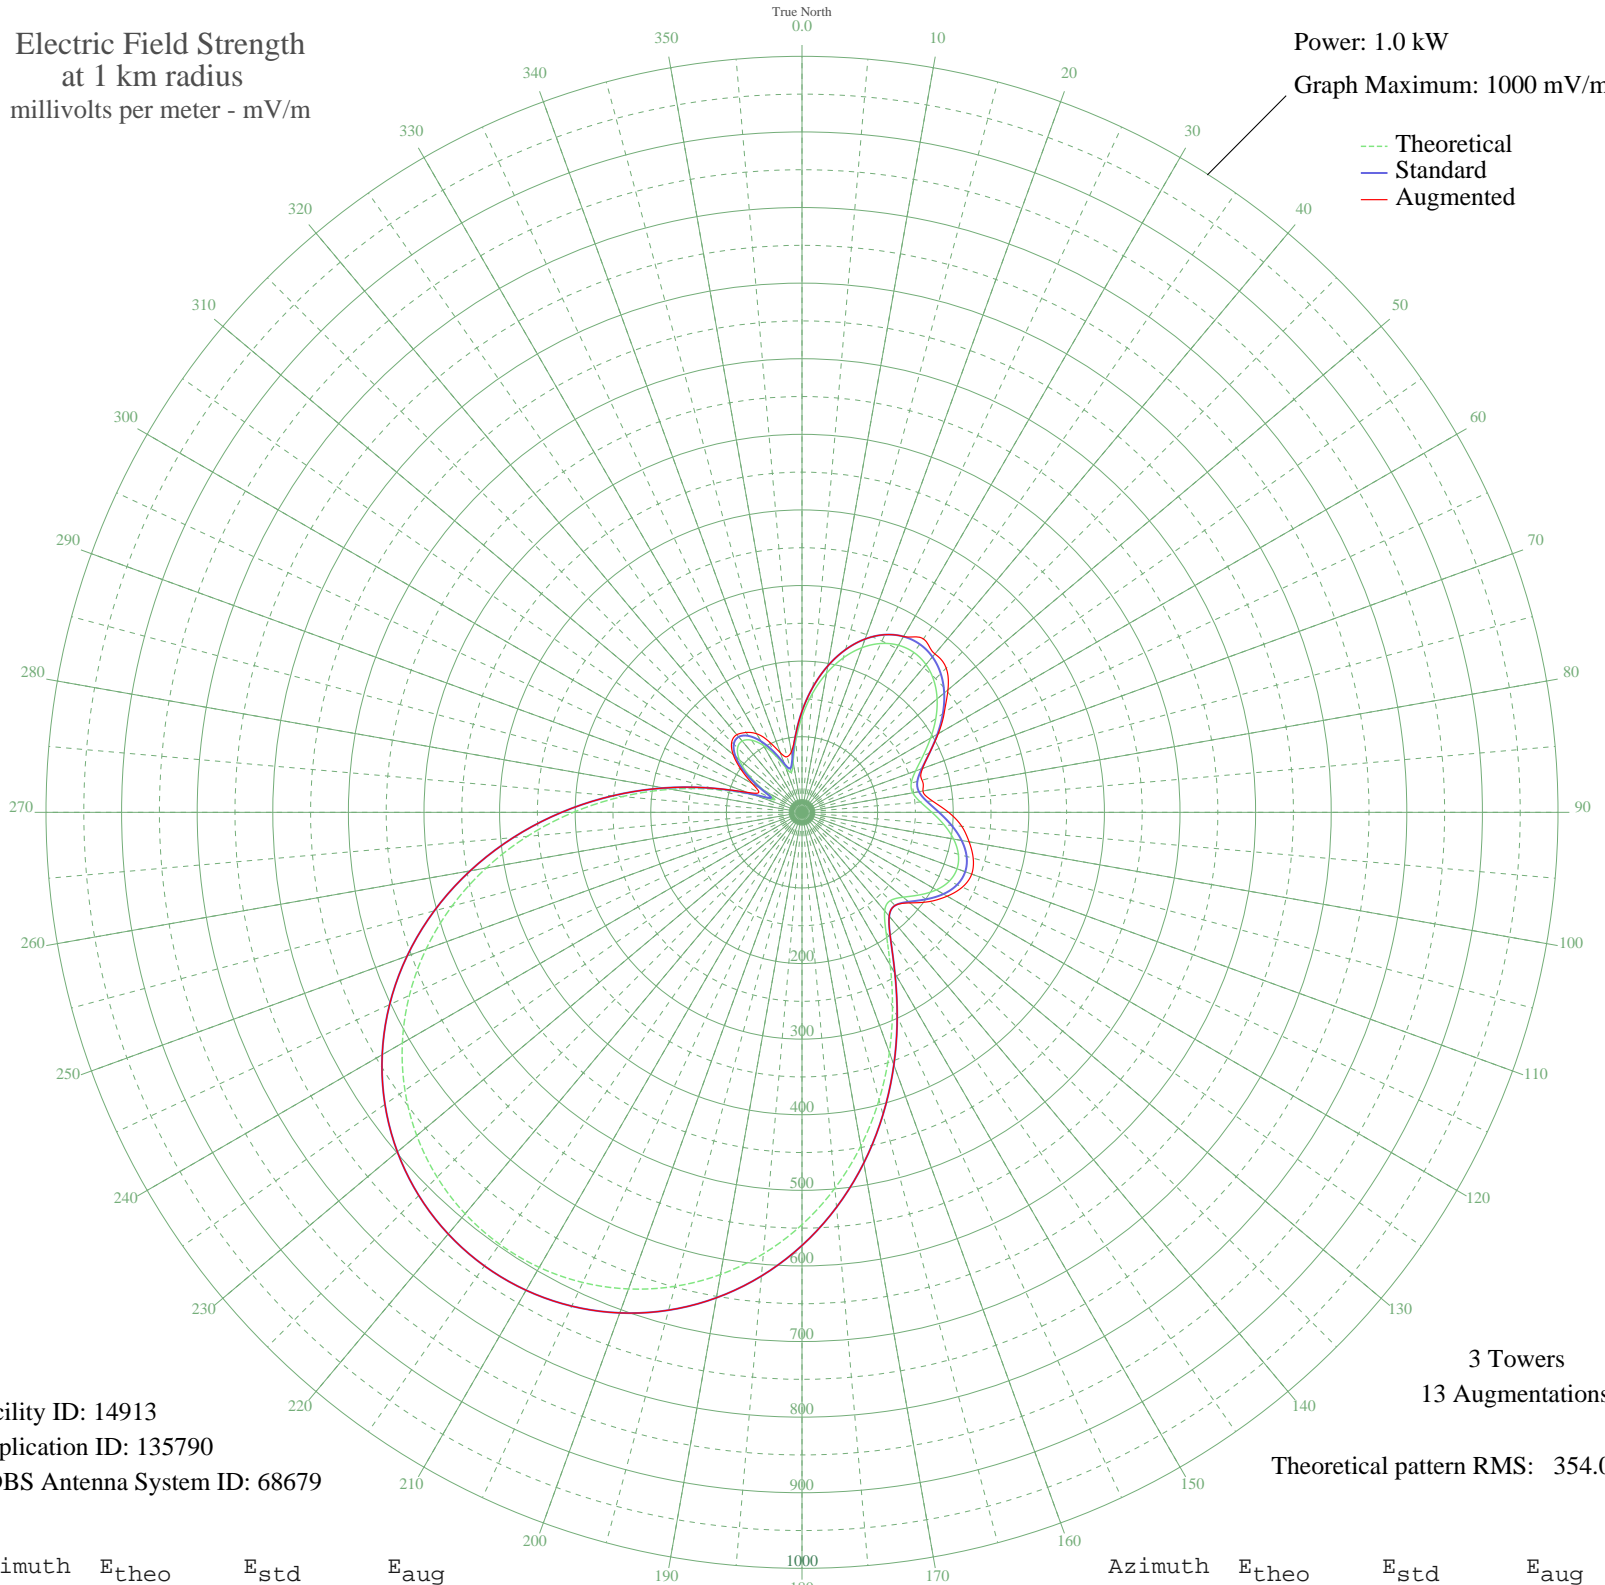 True North
0.0
Electric Field Strength
at 1 km radius
millivolts per meter - mV/m
Power: 1.0 kW
Graph Maximum: 1000 mV/m
Theoretical
Standard
Augmented
10
20
30
40
50
60
70
80
90
100
110
120
130
140
150
160
170
190
200
210
220
230
240
250
260
270
280
290
300
310
320
330
340
350
200
300
400
500
600
700
800
900
1000
3 Towers
13 Augmentations
Theoretical pattern RMS: 354.0
cility ID: 14913
plication ID: 135790
DBS Antenna System ID: 68679
imuth Etheo Estd Eaug
Azimuth Etheo Estd Eaug